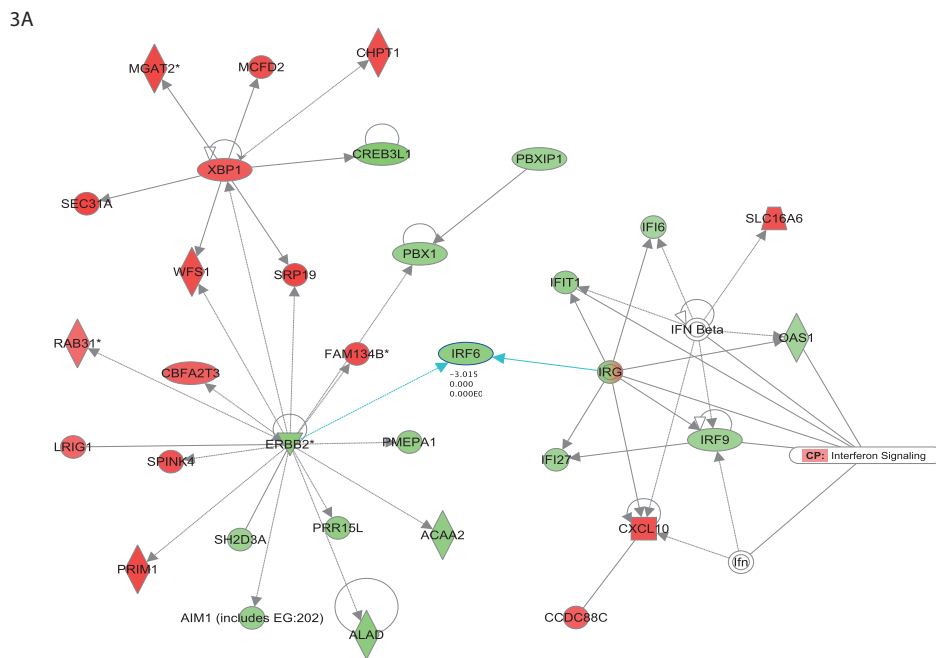 3A
CHPT1
MGAT2*
MCFD2
CREB3L1
PBXIP1
XBP1
SEC31A
SLC16A6
IFI6
PBX1
WFS1
SRP19
IFIT1
IFN Beta
OAS1
RAB31*
FAM134B*
IRF6
CBFA2T3
IRG
-3.015
0.000
0.000E0
LRIG1
ERBB2*
PMEPA1
IRF9
SPINK4
IFI27
CP: Interferon Signaling
SH2D3A
PRR15L
ACAA2
CXCL10
PRIM1
Ifn
AIM1 (includes EG:202)
CCDC88C
ALAD